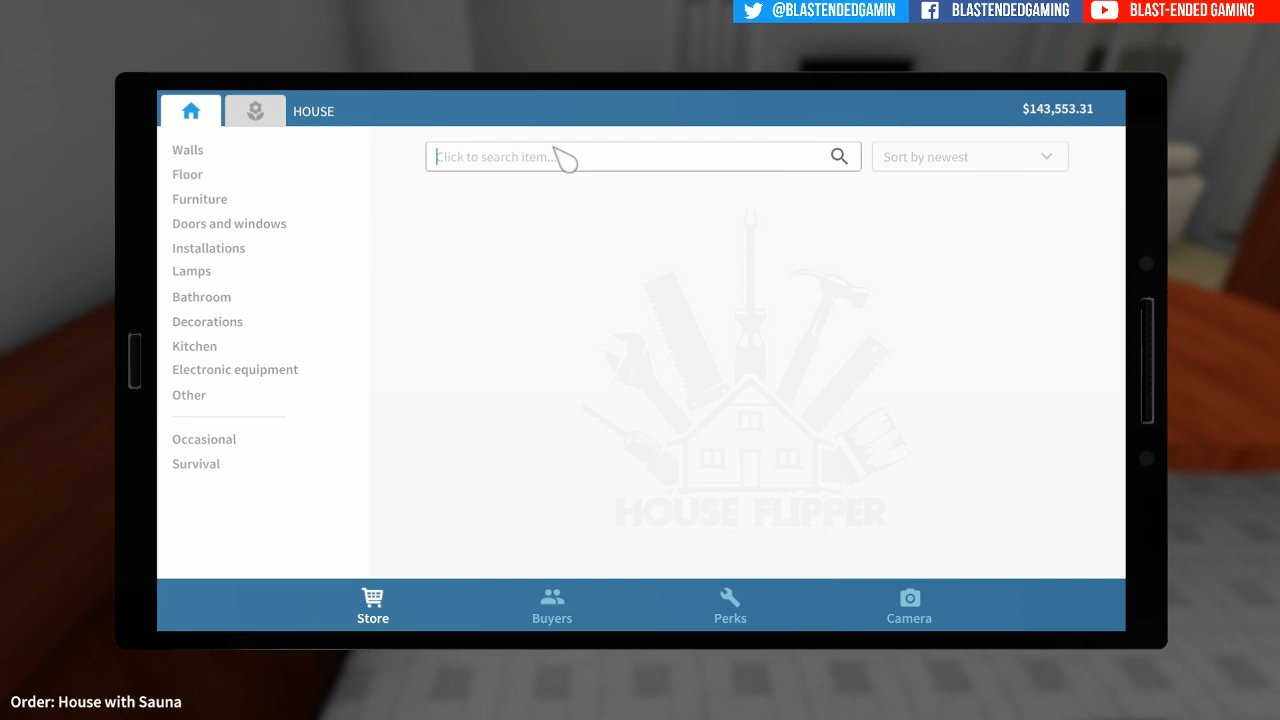 @BLASTENDEDGAMIN
BLASTENDEDGAMING
BLAST-ENDED GAMING
HOUSE
$143,553.31
Click to search item...
Sort by newest
Walls
Floor
Furniture
Doors and windows
Installations
Lamps
Bathroom
Decorations
Kitchen
Electronic equipment
Other
Occasional
Survival
HOUSE FLIPPER
Store
Buyers
Perks
Camera
Order: House with Sauna